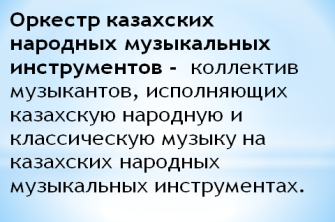 Оркестр казахских
народных музыкальных
инструментов - коллектив
музыкантов, исполняющих
казахскую народную и
классическую музыку на
казахских народных
музыкальных инструментах.